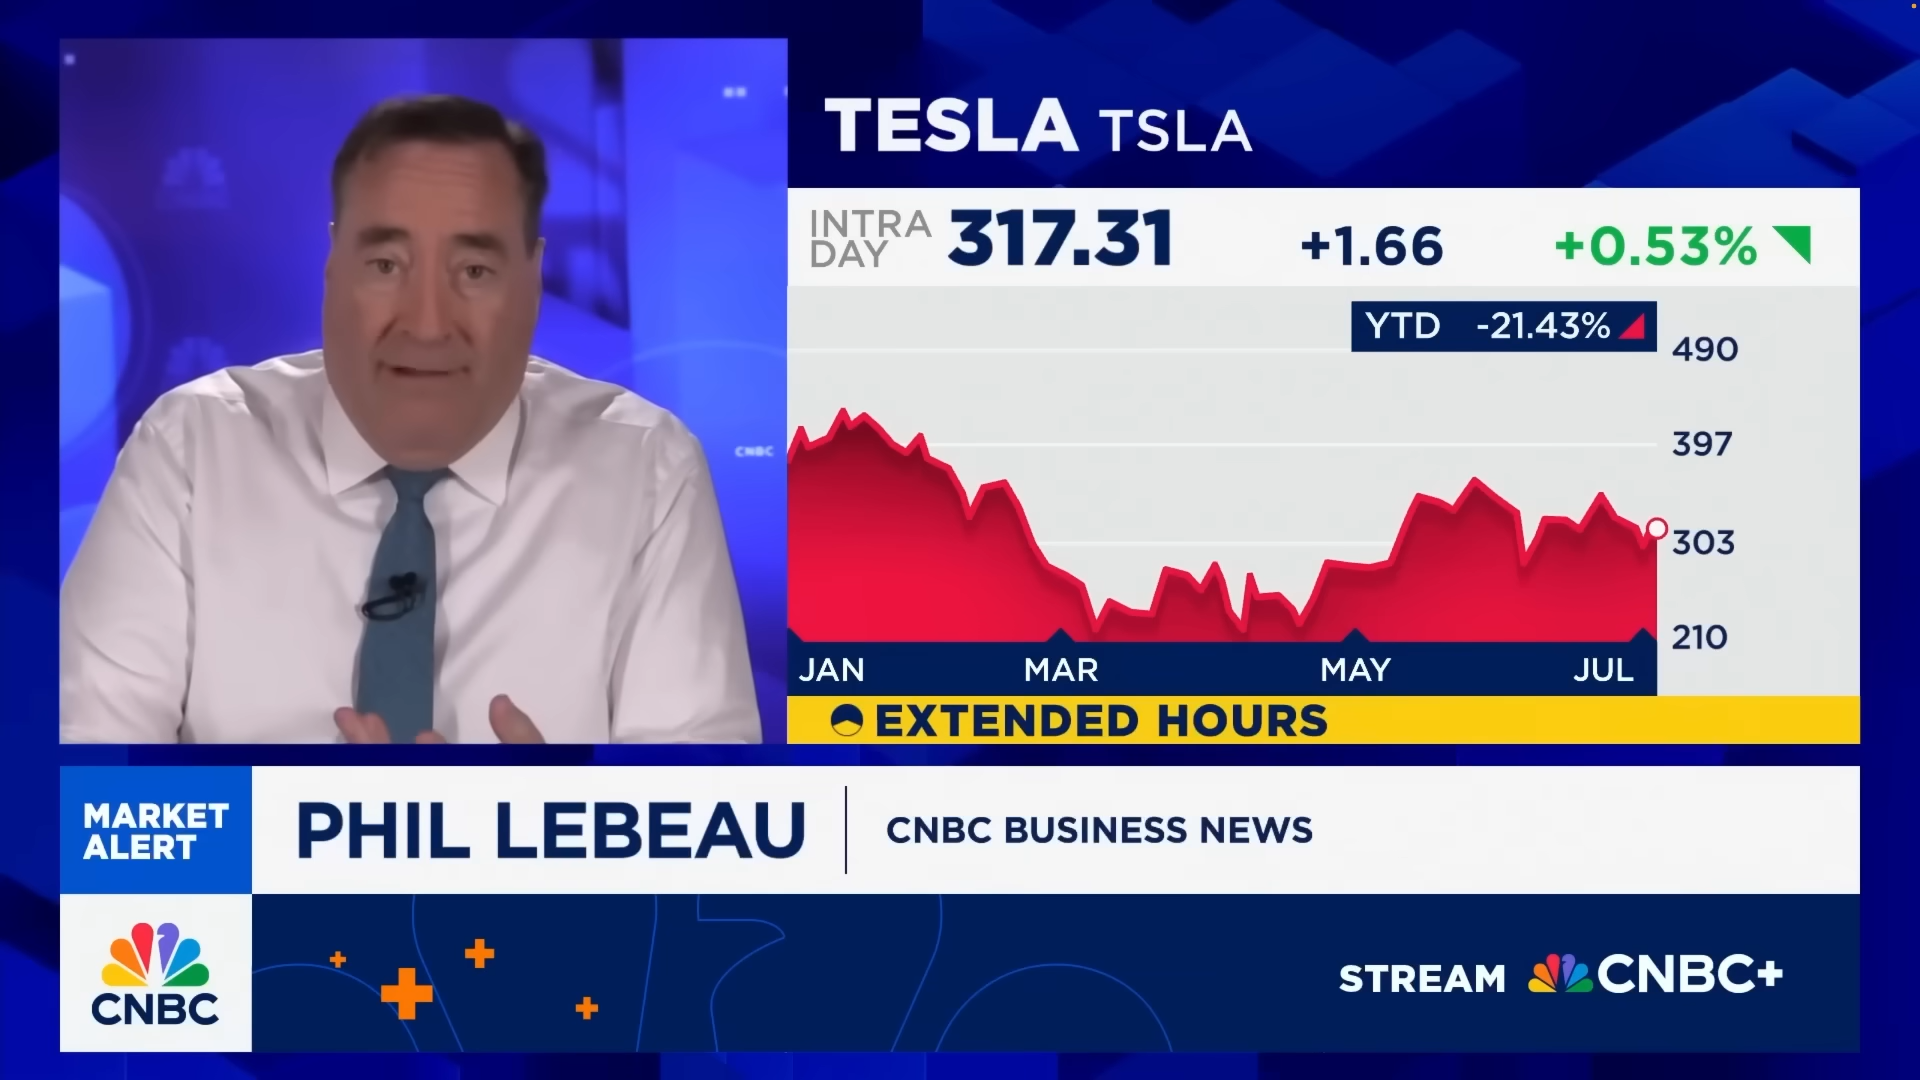 TESLA TSLA
INTRA DAY 317.31 +1.66 +0.53%
YTD -21.43%
490
397
303
210
JAN MAR MAY JUL
EXTENDED HOURS
CNBC
MARKET
ALERT
PHIL LEBEAU
CNBC BUSINESS NEWS
CNBC
STREAM CNBC+